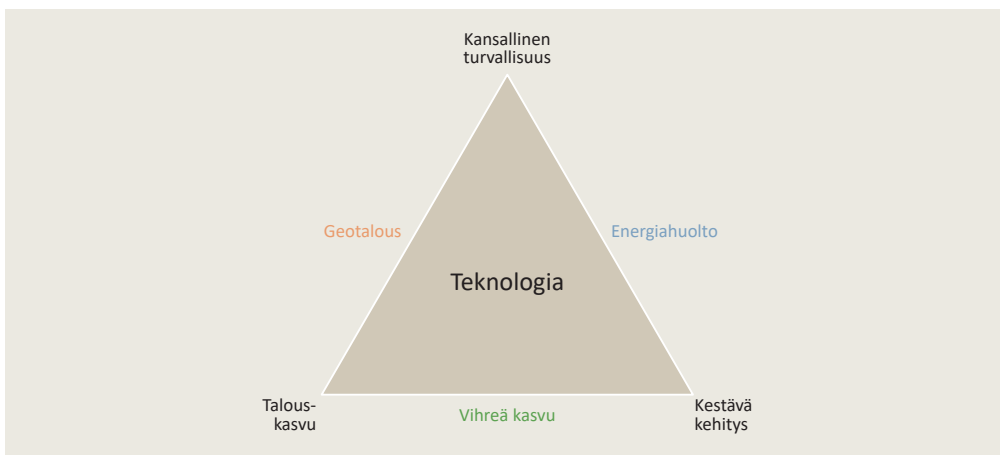 Kansallinen
turvallisuus
Geotalous
Energiahuolto
Teknologia
Talous-
kasvu
Vihreä kasvu
Kestävä
kehitys